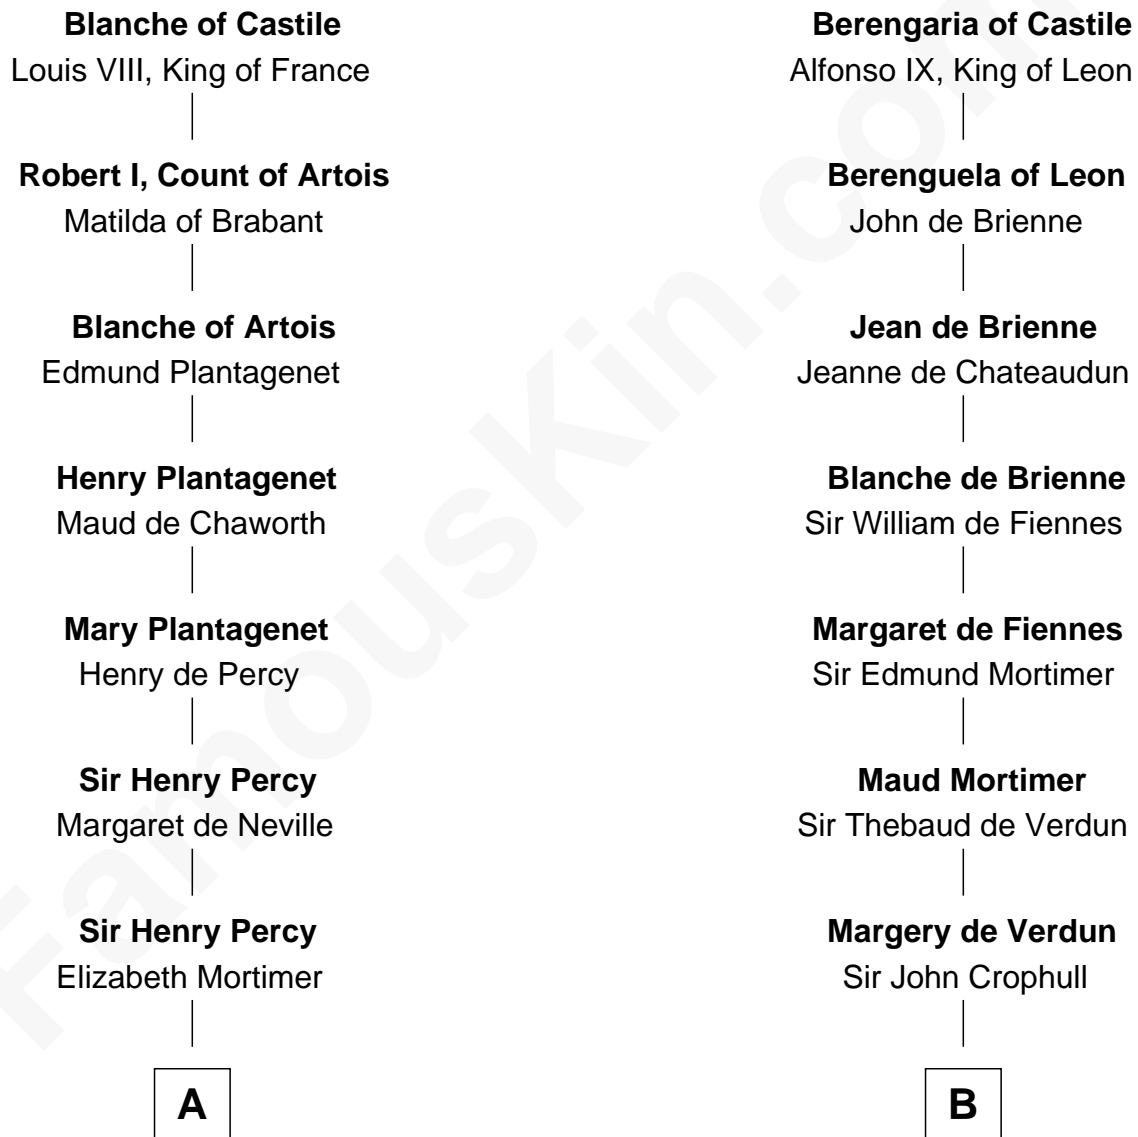 Blanche of Castile
Louis VIII, King of France
Robert I, Count of Artois
Matilda of Brabant
Blanche of Artois
Edmund Plantagenet
Henry Plantagenet
Maud de Chaworth
Mary Plantagenet
Henry de Percy
Sir Henry Percy
Margaret de Neville
Sir Henry Percy
Elizabeth Mortimer
A
Berengaria of Castile
Alfonso IX, King of Leon
Berenguela of Leon
John de Brienne
Jean de Brienne
Jeanne de Chateaudun
Blanche de Brienne
Sir William de Fiennes
Margaret de Fiennes
Sir Edmund Mortimer
Maud Mortimer
Sir Thebaud de Verdun
Margery de Verdun
Sir John Crophull
B
FamousKin.com